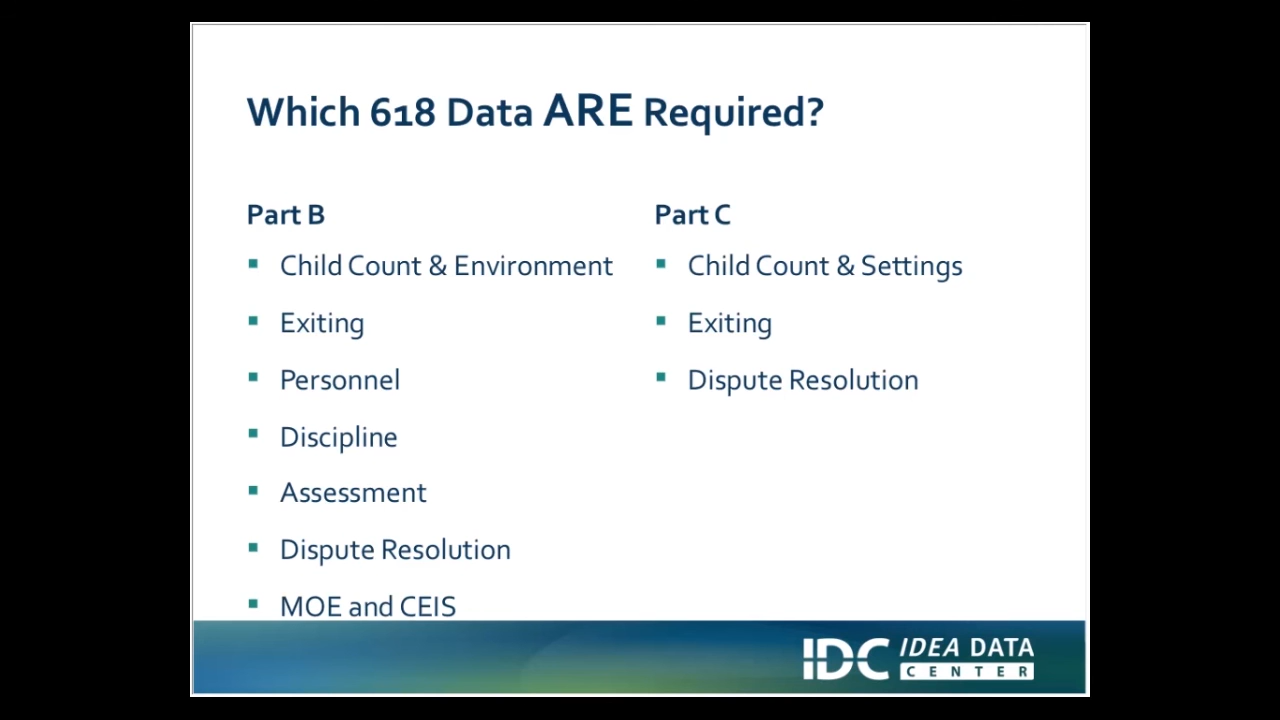 Which 618 Data ARE Required?
Part B
Child Count & Environment
Exiting
Personnel
Discipline
Assessment
Dispute Resolution
MOE and CEIS
Part C
Child Count & Settings
Exiting
Dispute Resolution
IDC IDEA DATA
CENTER